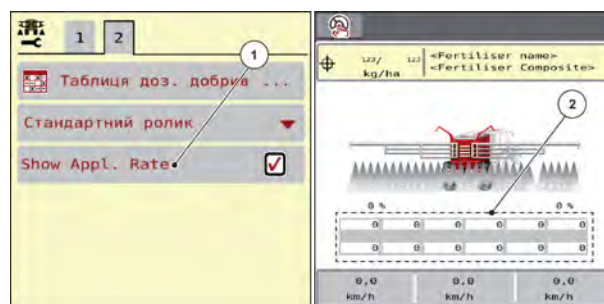 1 2
1
Таблиця доз. добрив ...
Стандартний ролик
Show Appl. Rate
123/ 123
kg/ha
<Fertiliser name>
<Fertiliser Composite>
2
0 % 0 %
0 0 0 0 0 0
0 0 0 0 0 0
0,0 0,0 0,0
km/h km/h km/h